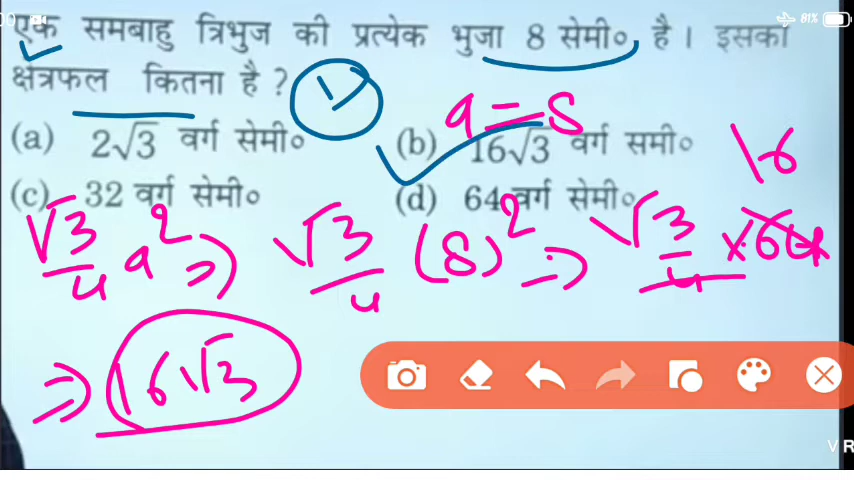 81%
एक समबाहु त्रिभुज की प्रत्येक भुजा 8 सेमी० है। इसका
क्षेत्रफल कितना है ?
a = 8
(a) 2√3 वर्ग सेमी० (b) 16√3 वर्ग समी०
(c) 32 वर्ग सेमी० (d) 64 वर्ग सेमी०
16
√3/4 a² ⇒ √3/4 (8)² ⇒ √3/4 × 64
⇒ 16√3
V R